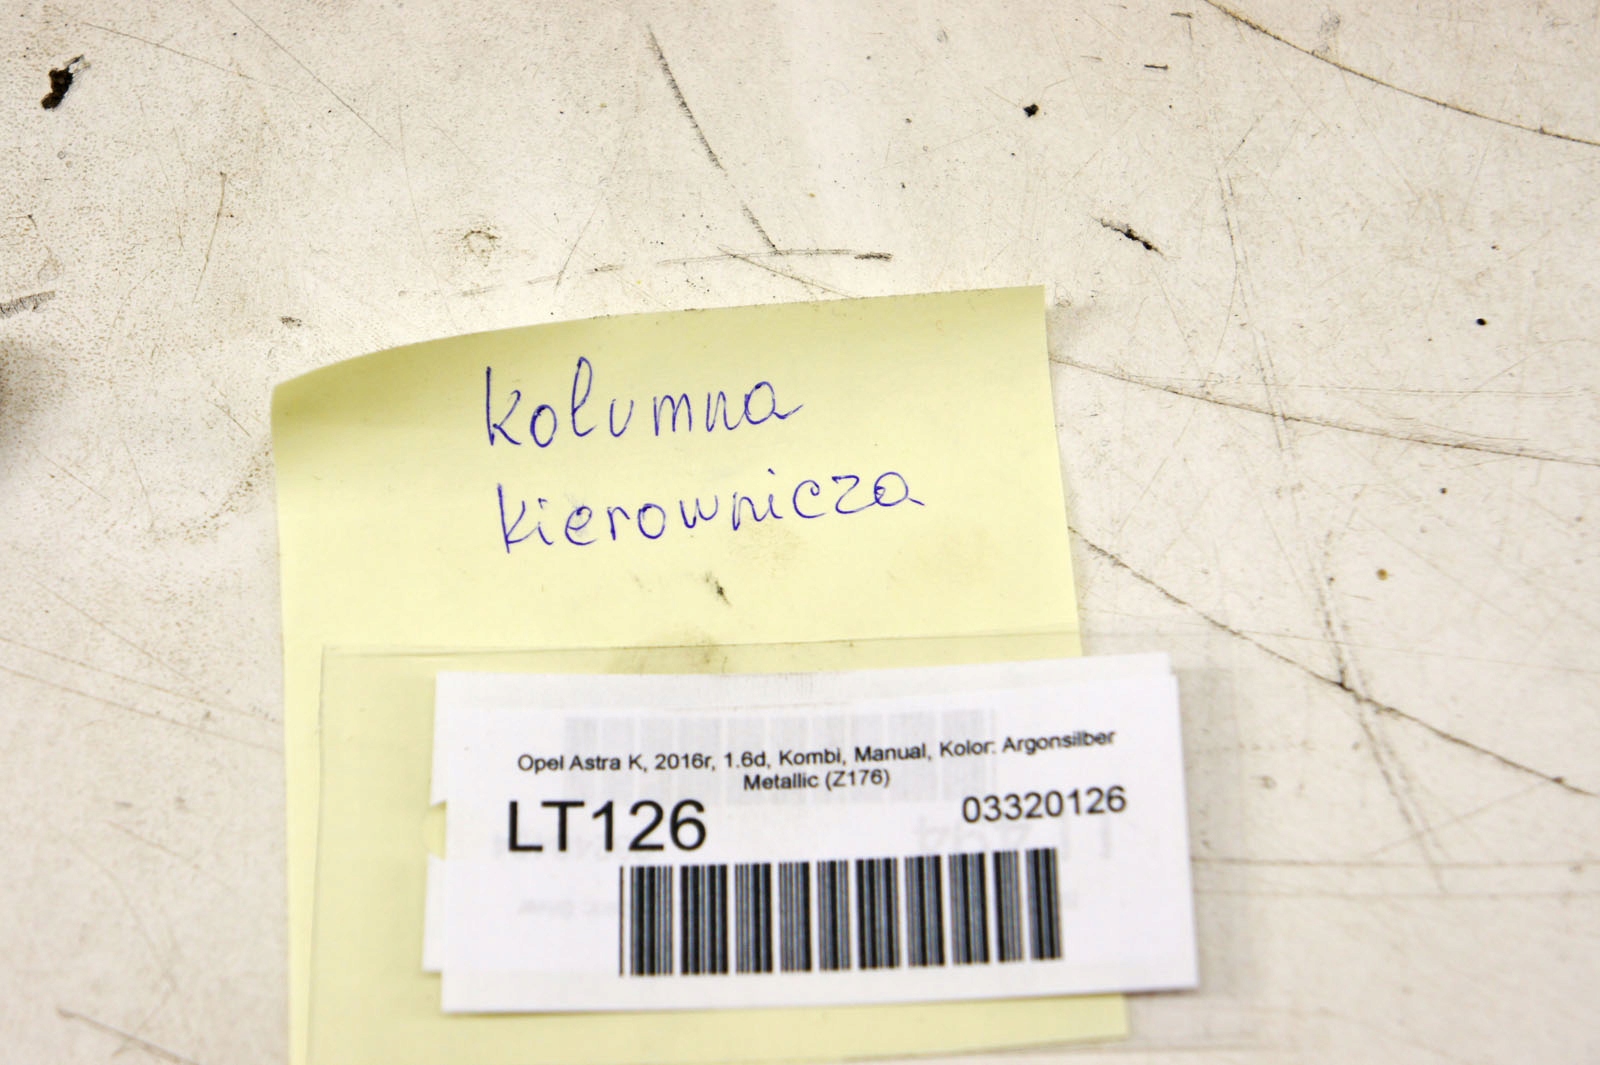 kolumna
kierownicza
Opel Astra K, 2016r, 1.6d, Kombi, Manual, Kolor: Argonsilber
Metallic (Z176)
LT126 03320126